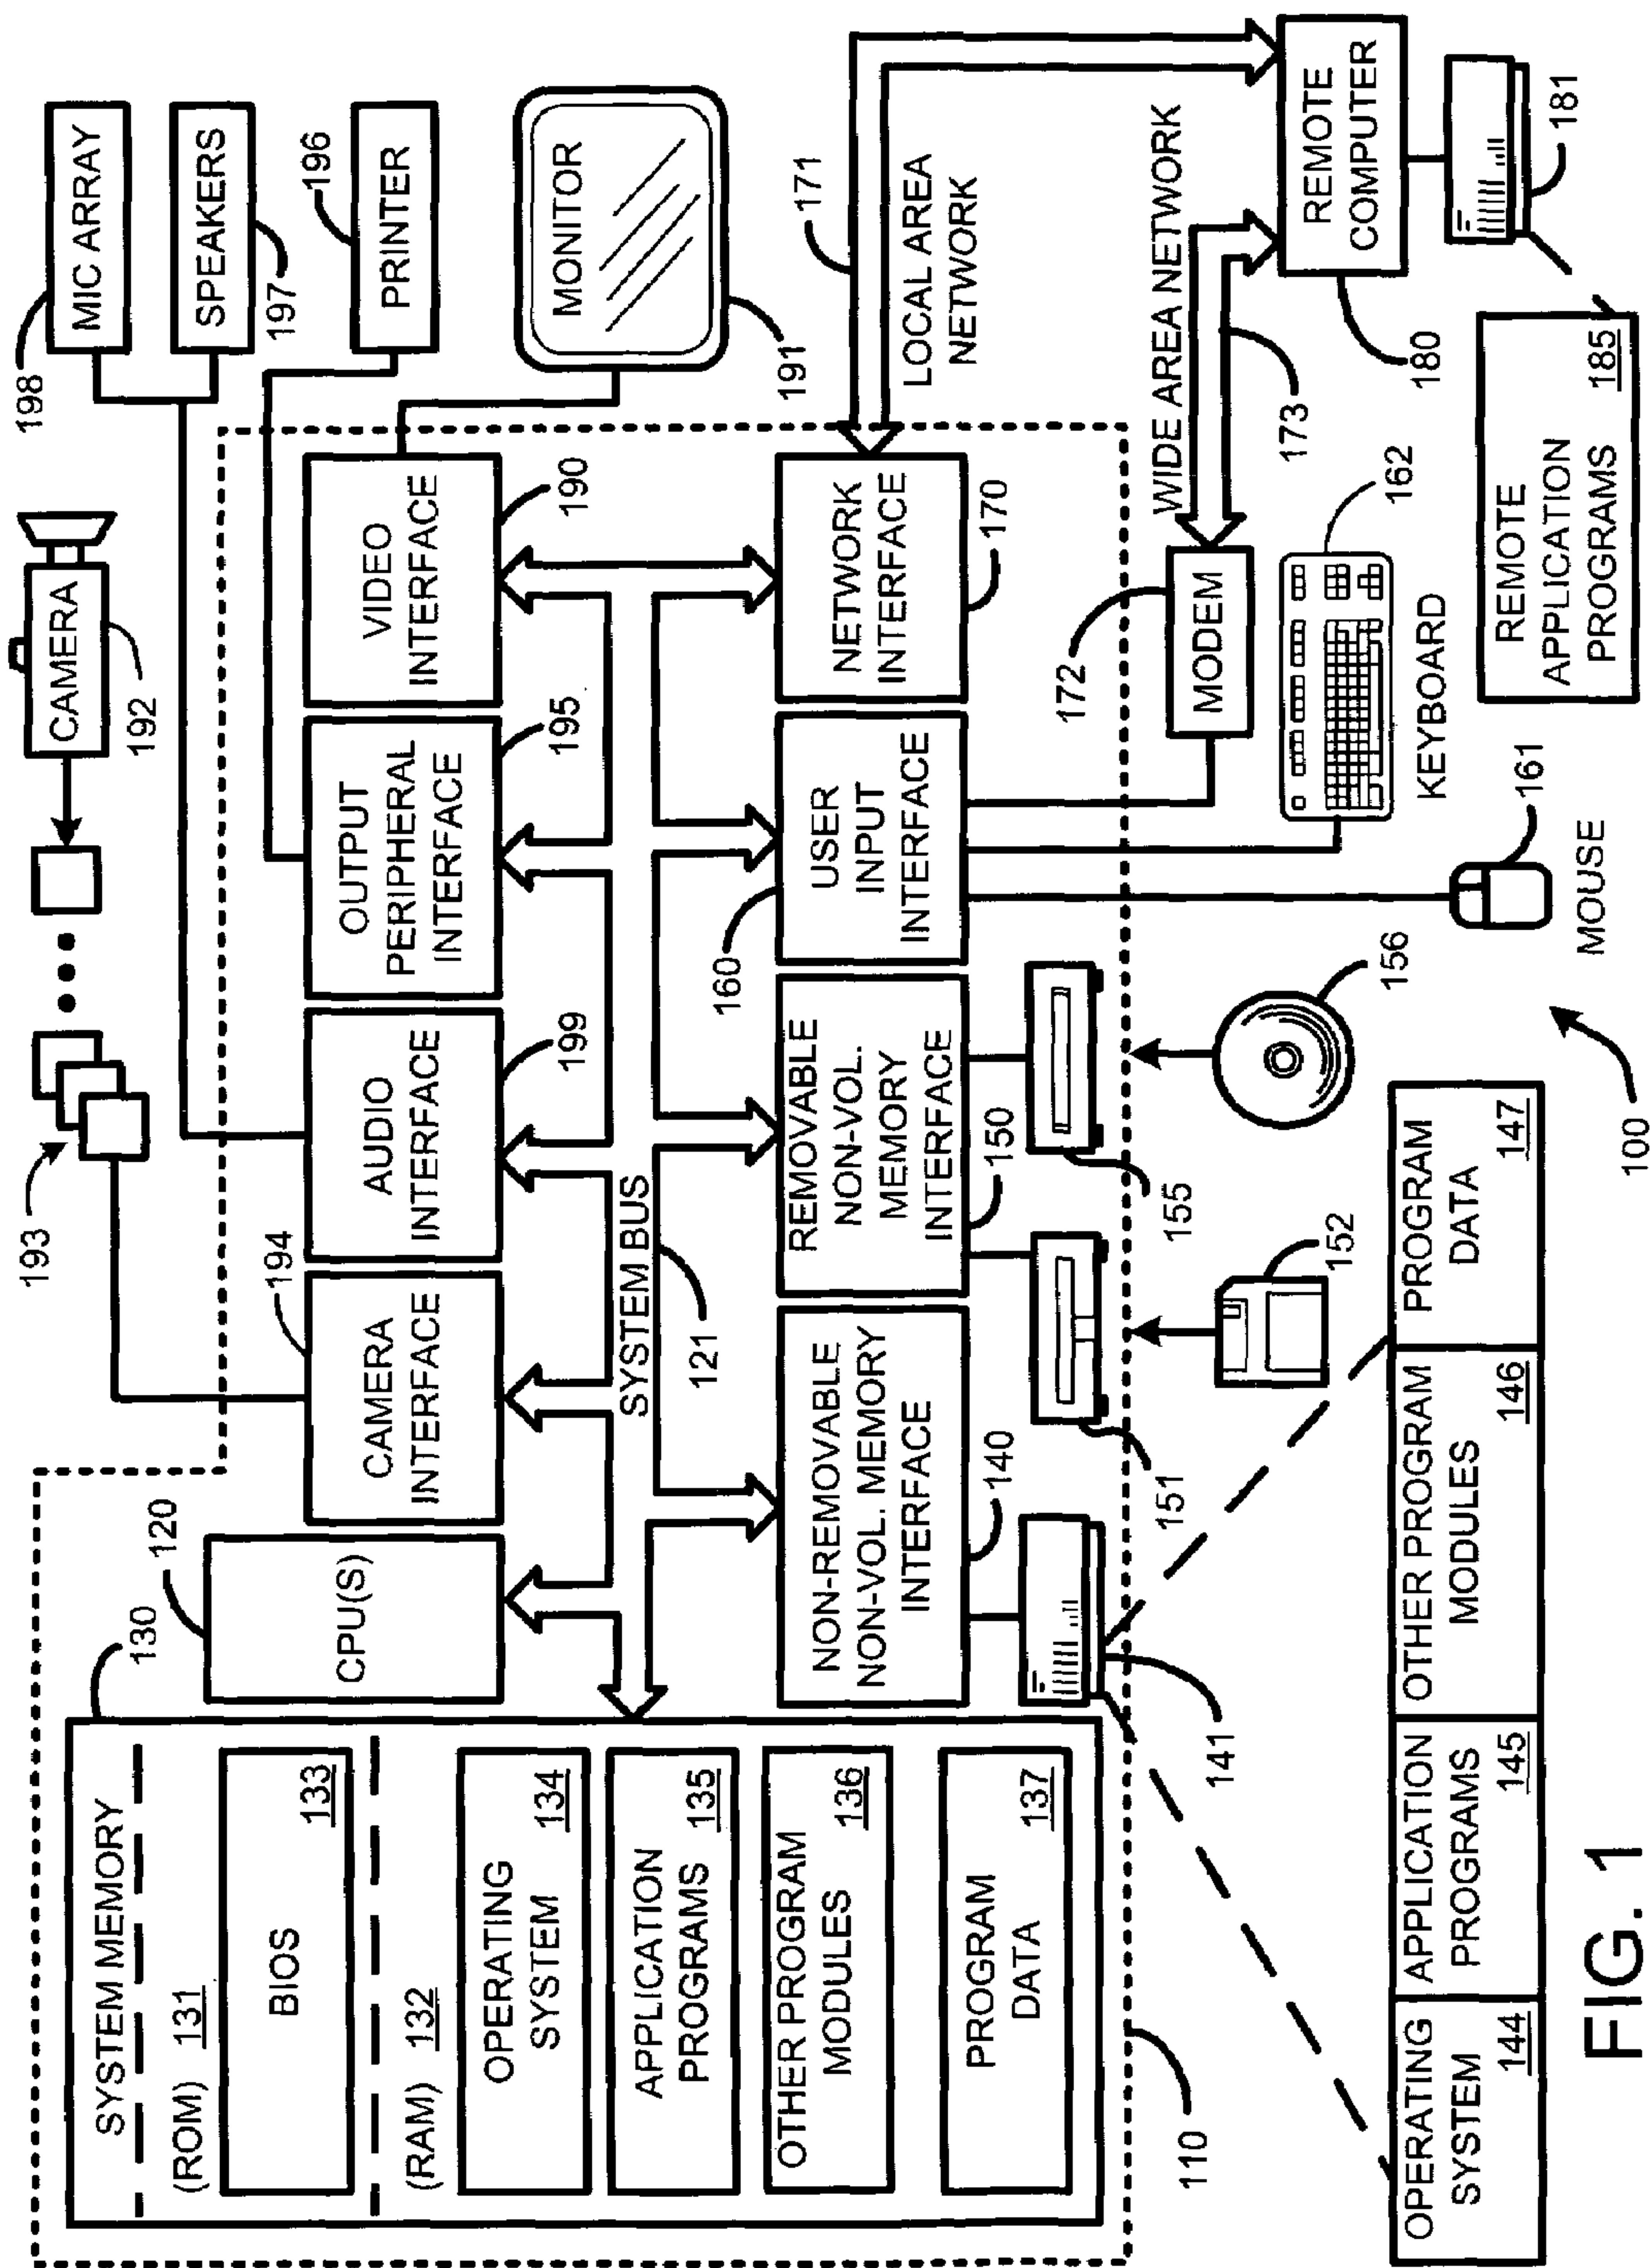 SYSTEM MEMORY
(ROM) 131
BIOS
133
(RAM) 132
OPERATING
SYSTEM
134
APPLICATION
PROGRAMS
135
OTHER PROGRAM
MODULES
136
PROGRAM
DATA
137
130
120
CPU(S)
CAMERA
INTERFACE
194
193
AUDIO
INTERFACE
199
OUTPUT
PERIPHERAL
INTERFACE
195
VIDEO
INTERFACE
190
CAMERA
192
198
MIC ARRAY
SPEAKERS
197
196
PRINTER
MONITOR
191
SYSTEM BUS
121
NON-REMOVABLE
NON-VOL. MEMORY
INTERFACE
140
REMOVABLE
NON-VOL.
MEMORY
INTERFACE
150
160
USER
INPUT
INTERFACE
NETWORK
INTERFACE
170
171
LOCAL AREA
NETWORK
WIDE AREA NETWORK
173
172
MODEM
REMOTE
COMPUTER
180
181
REMOTE
APPLICATION
PROGRAMS
185
162
KEYBOARD
161
MOUSE
141
151
155
152
156
110
100
OPERATING
SYSTEM
144
APPLICATION
PROGRAMS
145
OTHER PROGRAM
MODULES
146
PROGRAM
DATA
147
FIG. 1